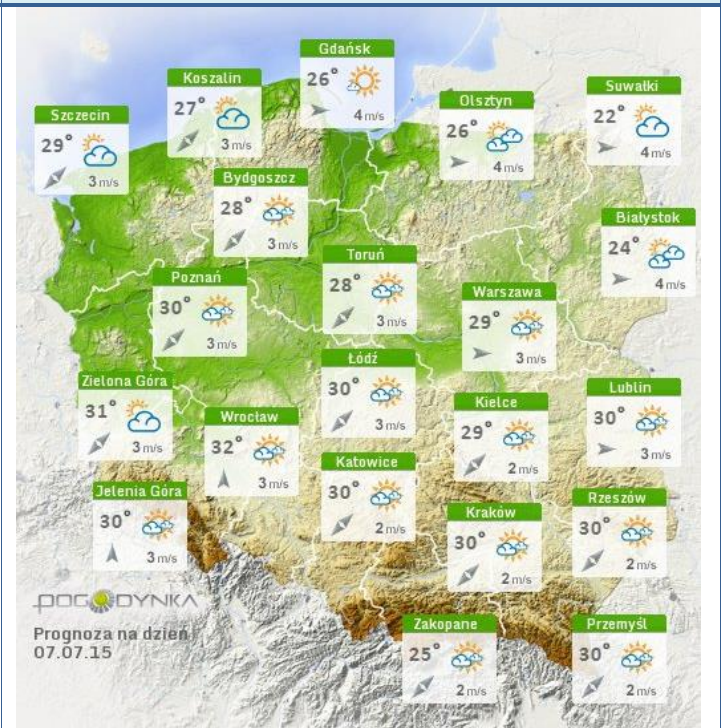 Gdańsk
26°
4 m/s
Koszalin
27°
3 m/s
Suwałki
22°
4 m/s
Olsztyn
26°
4 m/s
Szczecin
29°
3 m/s
Bydgoszcz
28°
3 m/s
Białystok
24°
4 m/s
Toruń
28°
3 m/s
Poznań
30°
3 m/s
Warszawa
29°
3 m/s
Łódź
30°
3 m/s
Zielona Góra
31°
3 m/s
Lublin
30°
3 m/s
Kielce
29°
2 m/s
Wrocław
32°
3 m/s
Katowice
30°
2 m/s
Jelenia Góra
30°
3 m/s
Rzeszów
30°
2 m/s
Kraków
30°
2 m/s
POGODYNKA
Prognoza na dzień
07.07.15
Zakopane
25°
2 m/s
Przemyśl
30°
2 m/s